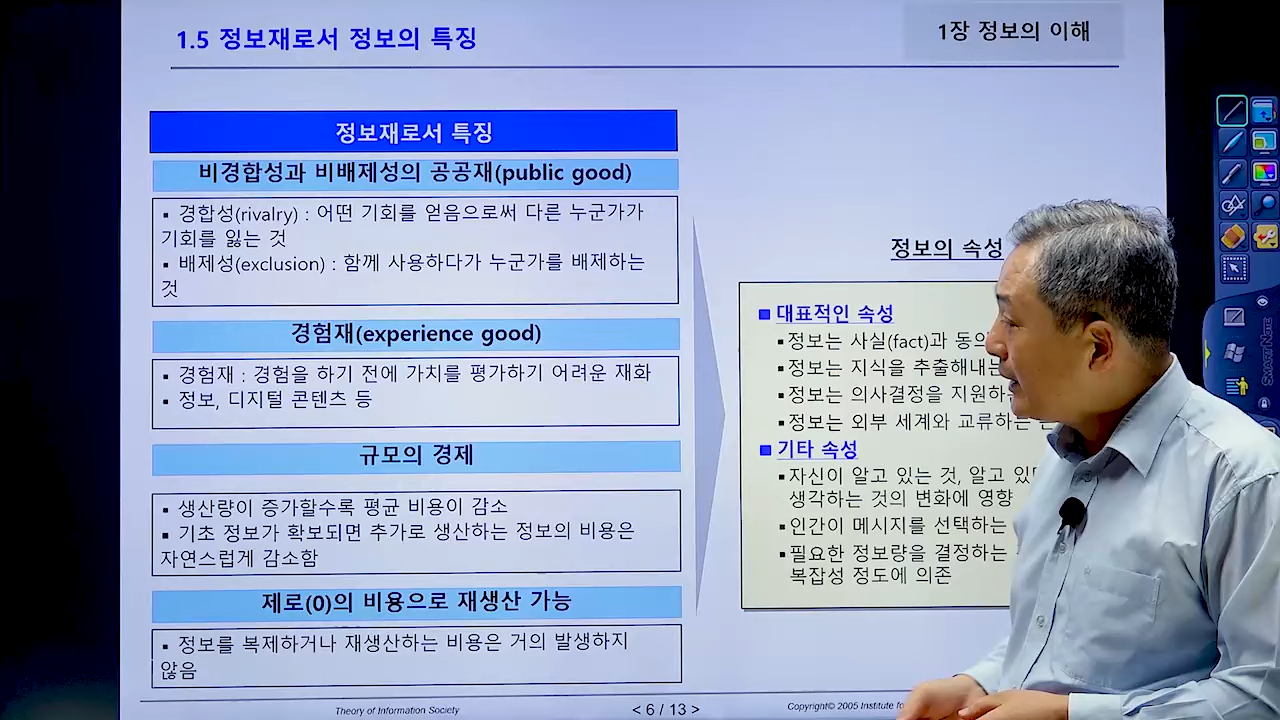 1.5 정보재로서 정보의 특징
1장 정보의 이해
정보재로서 특징
비경합성과 비배제성의 공공재(public good)
▪ 경합성(rivalry) : 어떤 기회를 얻음으로써 다른 누군가가
기회를 잃는 것
▪ 배제성(exclusion) : 함께 사용하다가 누군가를 배제하는
것
경험재(experience good)
▪ 경험재 : 경험을 하기 전에 가치를 평가하기 어려운 재화
▪ 정보, 디지털 콘텐츠 등
규모의 경제
▪ 생산량이 증가할수록 평균 비용이 감소
▪ 기초 정보가 확보되면 추가로 생산하는 정보의 비용은
자연스럽게 감소함
제로(0)의 비용으로 재생산 가능
▪ 정보를 복제하거나 재생산하는 비용은 거의 발생하지
않음
정보의 속성
■ 대표적인 속성
▪정보는 사실(fact)과 동의
▪정보는 지식을 추출해내는
▪정보는 의사결정을 지원하
▪정보는 외부 세계와 교류하는
■ 기타 속성
▪자신이 알고 있는 것, 알고
생각하는 것의 변화에 영향
▪인간이 메시지를 선택하는
▪필요한 정보량을 결정하는
복잡성 정도에 의존
Theory of Information Society
< 6 / 13 >
Copyright© 2005 Institute
SMART NOTE